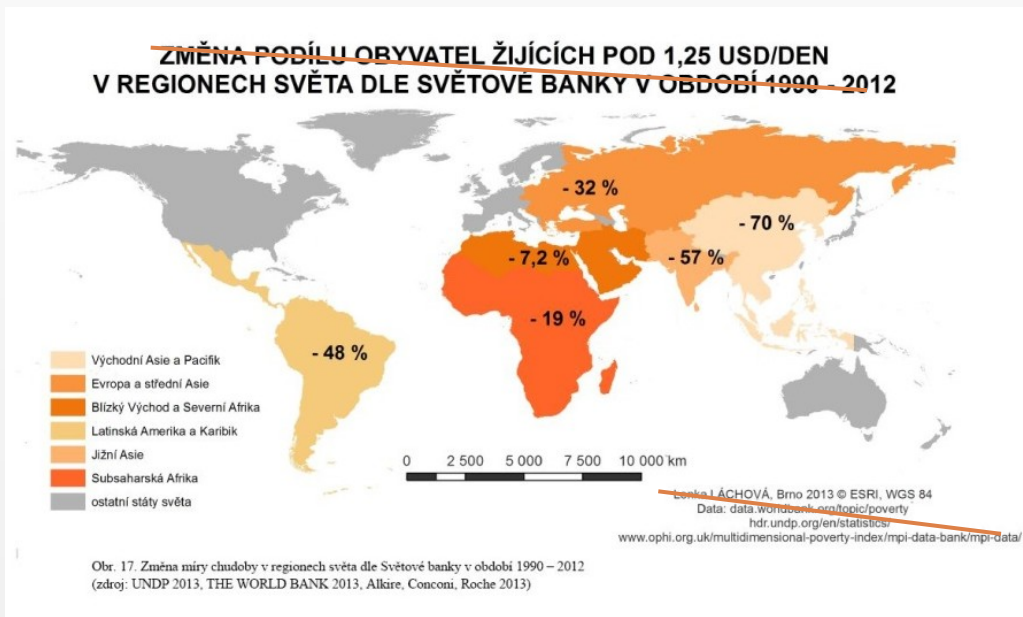 ZMĚNA PODÍLU OBYVATEL ŽIJÍCÍCH POD 1,25 USD/DEN
V REGIONECH SVĚTA DLE SVĚTOVÉ BANKY V OBDOBÍ 1990 - 2012
- 32 %
- 70 %
- 7,2 %
- 57 %
- 19 %
- 48 %
Východní Asie a Pacifik
Evropa a střední Asie
Blízký Východ a Severní Afrika
Latinská Amerika a Karibik
Jižní Asie
Subsaharská Afrika
ostatní státy světa
0 2 500 5 000 7 500 10 000 km
Lenka LÁCHOVÁ, Brno 2013 © ESRI, WGS 84
Data: data.worldbank.org/topic/poverty
hdr.undp.org/en/statistics/
www.ophi.org.uk/multidimensional-poverty-index/mpi-data-bank/mpi-data/
Obr. 17. Změna míry chudoby v regionech světa dle Světové banky v období 1990 – 2012
(zdroj: UNDP 2013, THE WORLD BANK 2013, Alkire, Conconi, Roche 2013)